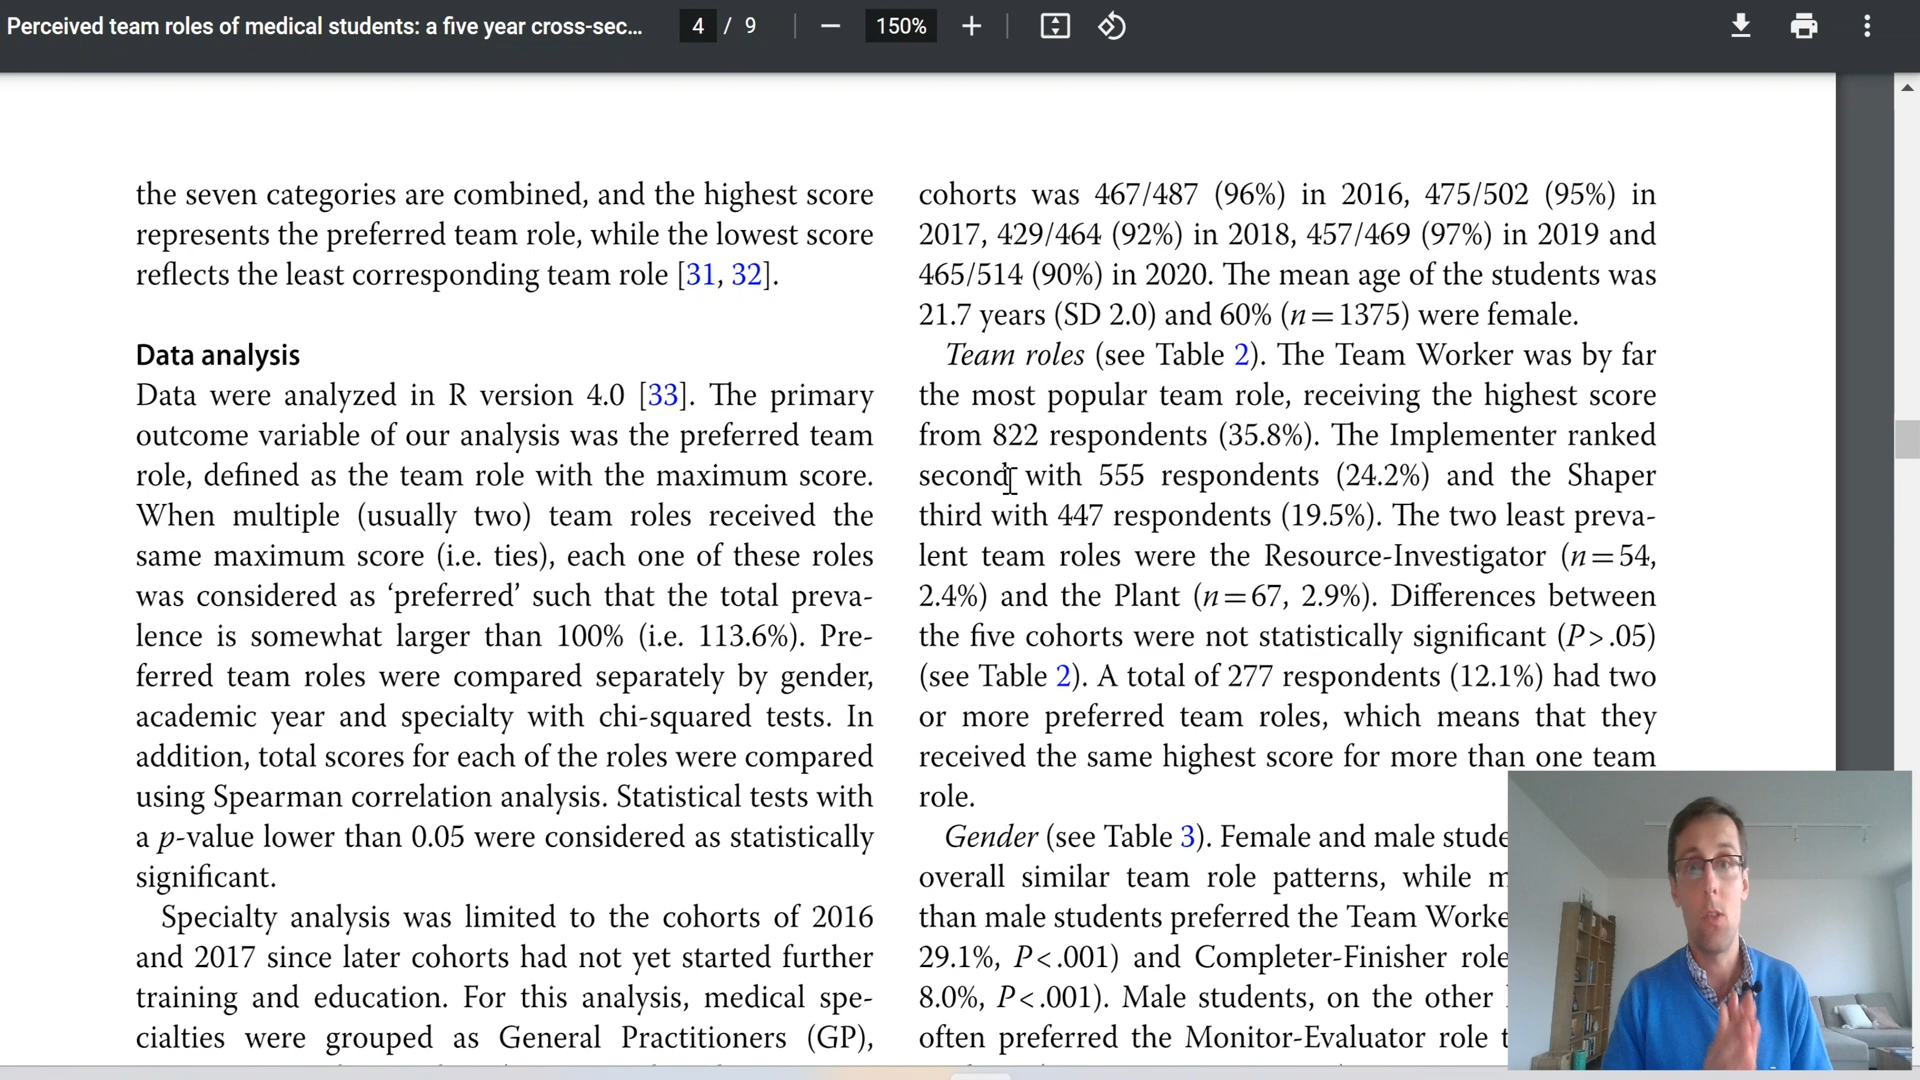 Perceived team roles of medical students: a five year cross-sec...
4 / 9
150%
the seven categories are combined, and the highest score
represents the preferred team role, while the lowest score
reflects the least corresponding team role [31, 32].
Data analysis
Data were analyzed in R version 4.0 [33]. The primary
outcome variable of our analysis was the preferred team
role, defined as the team role with the maximum score.
When multiple (usually two) team roles received the
same maximum score (i.e. ties), each one of these roles
was considered as ‘preferred’ such that the total preva-
lence is somewhat larger than 100% (i.e. 113.6%). Pre-
ferred team roles were compared separately by gender,
academic year and specialty with chi-squared tests. In
addition, total scores for each of the roles were compared
using Spearman correlation analysis. Statistical tests with
a p-value lower than 0.05 were considered as statistically
significant.
Specialty analysis was limited to the cohorts of 2016
and 2017 since later cohorts had not yet started further
training and education. For this analysis, medical spe-
cialties were grouped as General Practitioners (GP),
cohorts was 467/487 (96%) in 2016, 475/502 (95%) in
2017, 429/464 (92%) in 2018, 457/469 (97%) in 2019 and
465/514 (90%) in 2020. The mean age of the students was
21.7 years (SD 2.0) and 60% (n=1375) were female.
Team roles (see Table 2). The Team Worker was by far
the most popular team role, receiving the highest score
from 822 respondents (35.8%). The Implementer ranked
second with 555 respondents (24.2%) and the Shaper
third with 447 respondents (19.5%). The two least preva-
lent team roles were the Resource-Investigator (n=54,
2.4%) and the Plant (n=67, 2.9%). Differences between
the five cohorts were not statistically significant (P>.05)
(see Table 2). A total of 277 respondents (12.1%) had two
or more preferred team roles, which means that they
received the same highest score for more than one team
role.
Gender (see Table 3). Female and male stude
overall similar team role patterns, while m
than male students preferred the Team Worke
29.1%, P<.001) and Completer-Finisher role
8.0%, P<.001). Male students, on the other
often preferred the Monitor-Evaluator role t